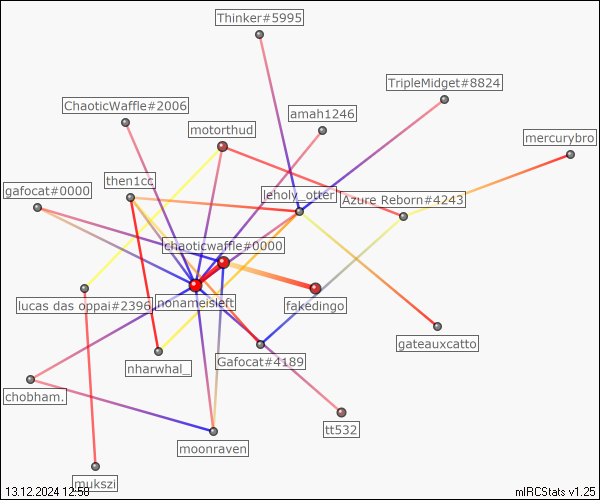 Thinker#5995
TripleMidget#8824
ChaoticWaffle#2006
amah1246
motorthud
mercurybro
then1cc
gafocat#0000
leholy_otter
Azure Reborn#4243
chaoticwaffle#0000
nonameisleft
lucas das oppai#2396
fakedingo
gateauxcatto
Gafocat#4189
nharwhal_
chobham.
tt532
moonraven
mukszi
13.12.2024 12:58
mIRCStats v1.25